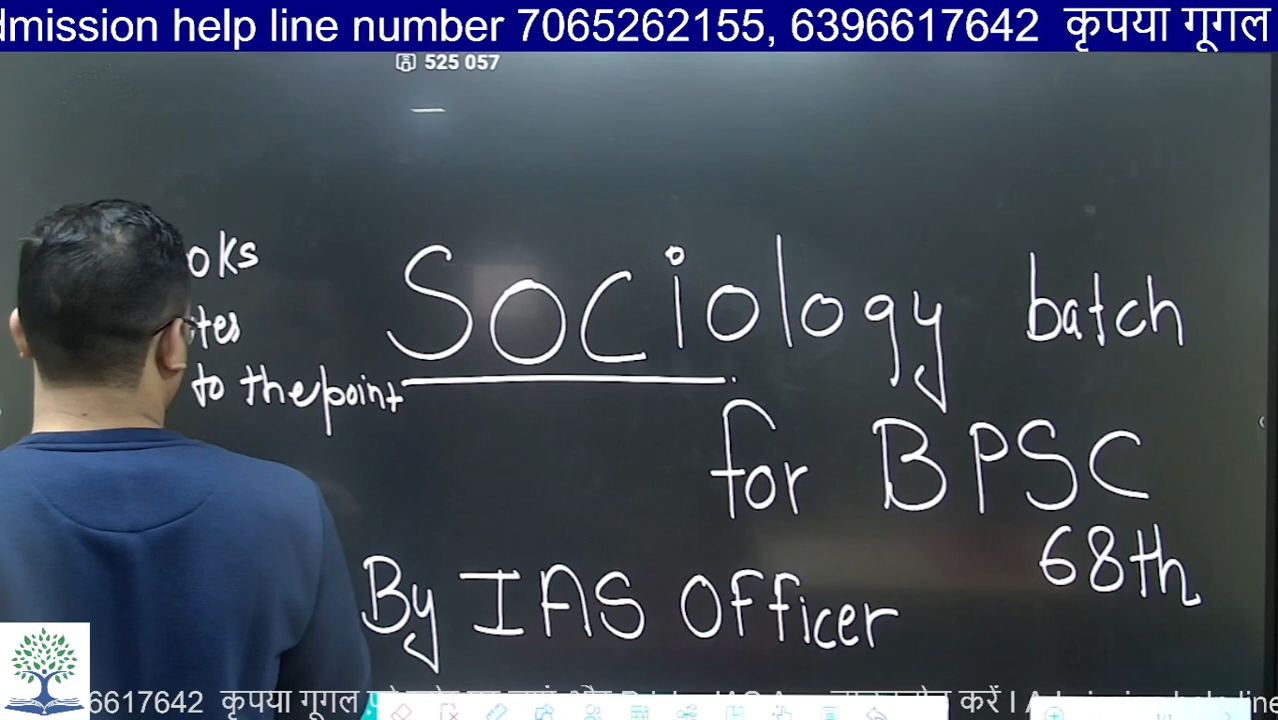 dmission help line number 7065262155, 6396617642 कृपया गूगल
525 057
oks
tes
to the point
Sociology batch
for BPSC
68th
By IAS Officer
6617642 कृपया गूगल
करें I